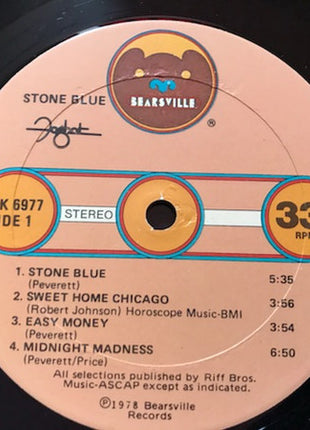 STONE BLUE
BEARSVILLE
®
Foghat
K 6977
IDE 1
STEREO
33
RPM
1. STONE BLUE
(Peverett)
5:35
2. SWEET HOME CHICAGO
(Robert Johnson) Horoscope Music-BMI
3:56
3. EASY MONEY
(Peverett)
3:54
4. MIDNIGHT MADNESS
(Peverett/Price)
6:50
All selections published by Riff Bros.
Music-ASCAP except as indicated.
℗©1978 Bearsville
Records